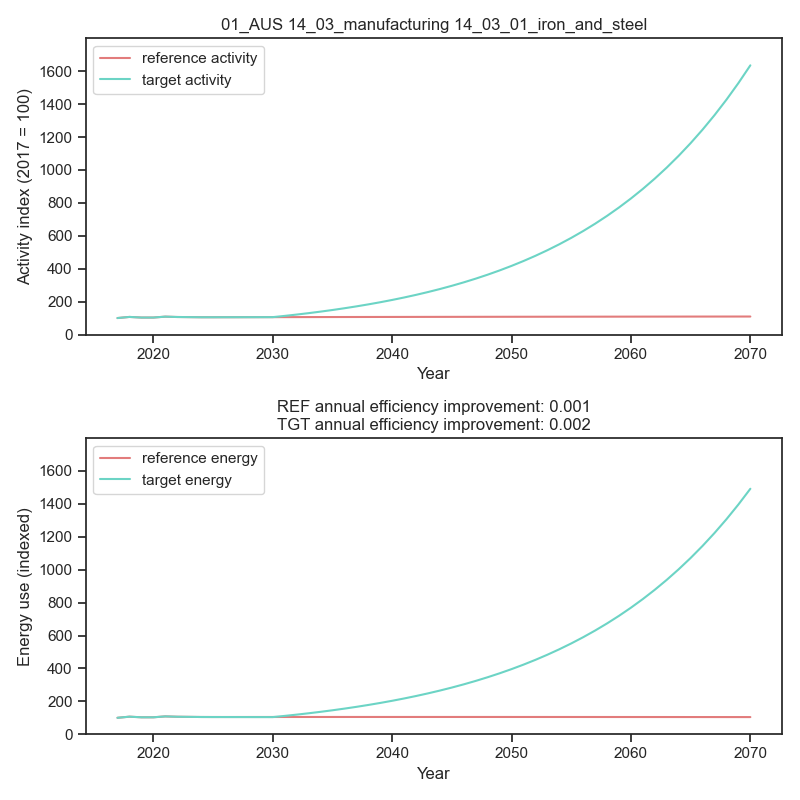 01_AUS 14_03_manufacturing 14_03_01_iron_and_steel
reference activity
target activity
Activity index (2017 = 100)
1600
1400
1200
1000
800
600
400
200
0
2020 2030 2040 2050 2060 2070
Year
REF annual efficiency improvement: 0.001
TGT annual efficiency improvement: 0.002
reference energy
target energy
Energy use (indexed)
1600
1400
1200
1000
800
600
400
200
0
2020 2030 2040 2050 2060 2070
Year